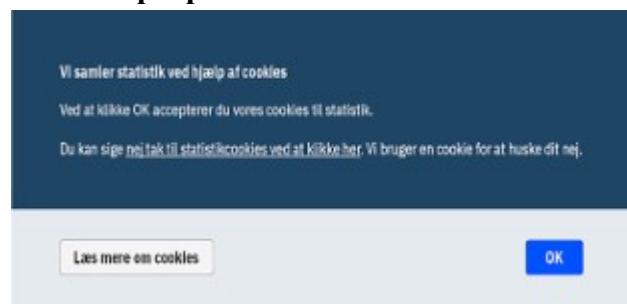 Vi samler statistik ved hjælp af cookies
Ved at klikke OK accepterer du vores cookies til statistik.
Du kan sige nej tak til statistikcookies ved at klikke her. Vi bruger en cookie for at huske dit nej.
Læs mere om cookies
OK